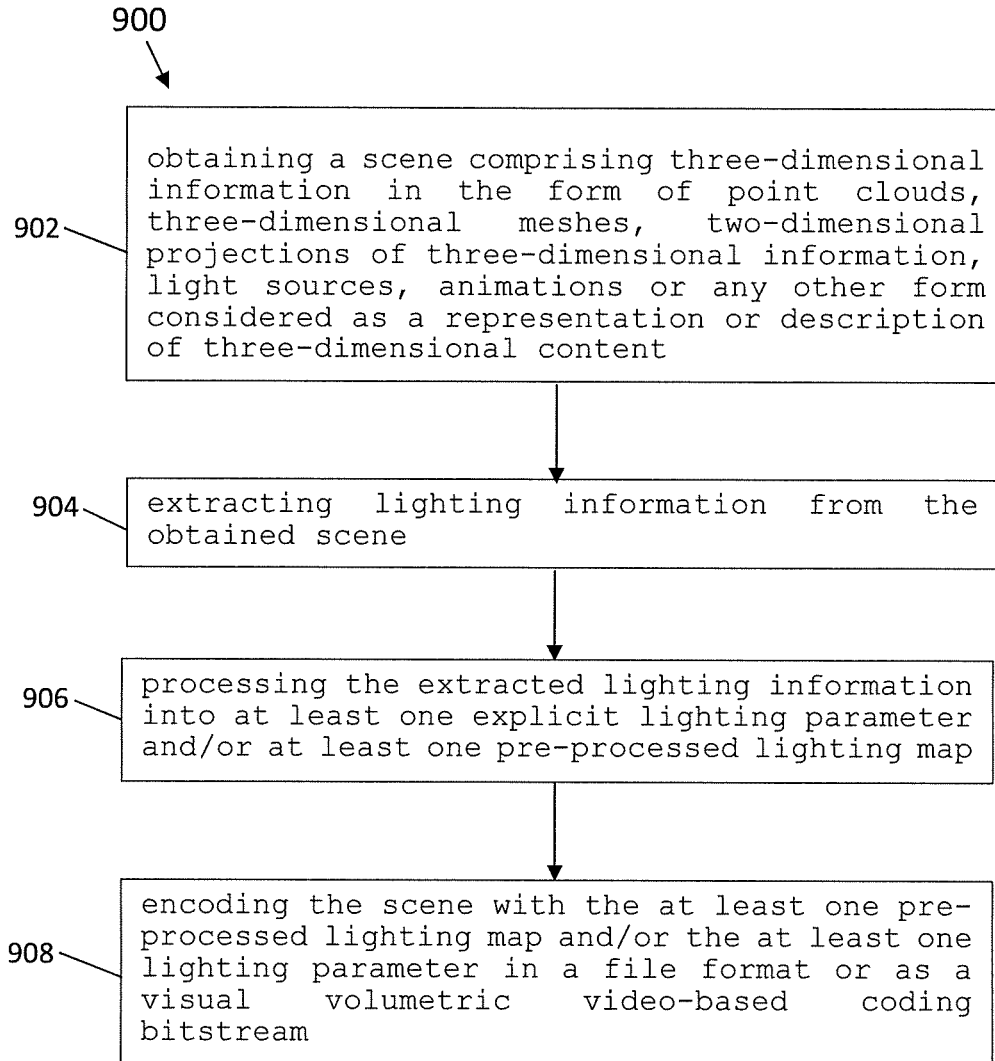 900
902
obtaining a scene comprising three-dimensional
information in the form of point clouds,
three-dimensional meshes, two-dimensional
projections of three-dimensional information,
light sources, animations or any other form
considered as a representation or description
of three-dimensional content
904
extracting lighting information from the
obtained scene
906
processing the extracted lighting information
into at least one explicit lighting parameter
and/or at least one pre-processed lighting map
908
encoding the scene with the at least one pre-
processed lighting map and/or the at least one
lighting parameter in a file format or as a
visual volumetric video-based coding
bitstream